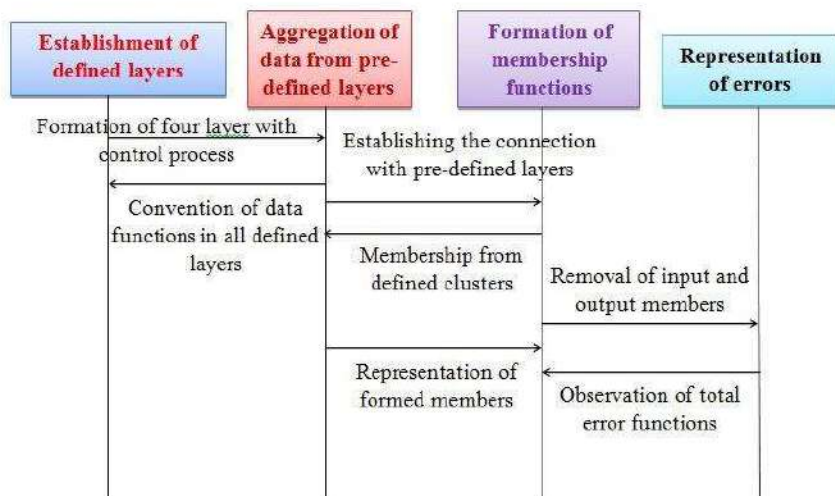 Establishment of
defined layers
Aggregation of
data from pre-
defined layers
Formation of
membership
functions
Representation
of errors
Formation of four layer with
control process
Establishing the connection
with pre-defined layers
Convention of data
functions in all defined
layers
Membership from
defined clusters
Removal of input and
output members
Representation of
formed members
Observation of total
error functions